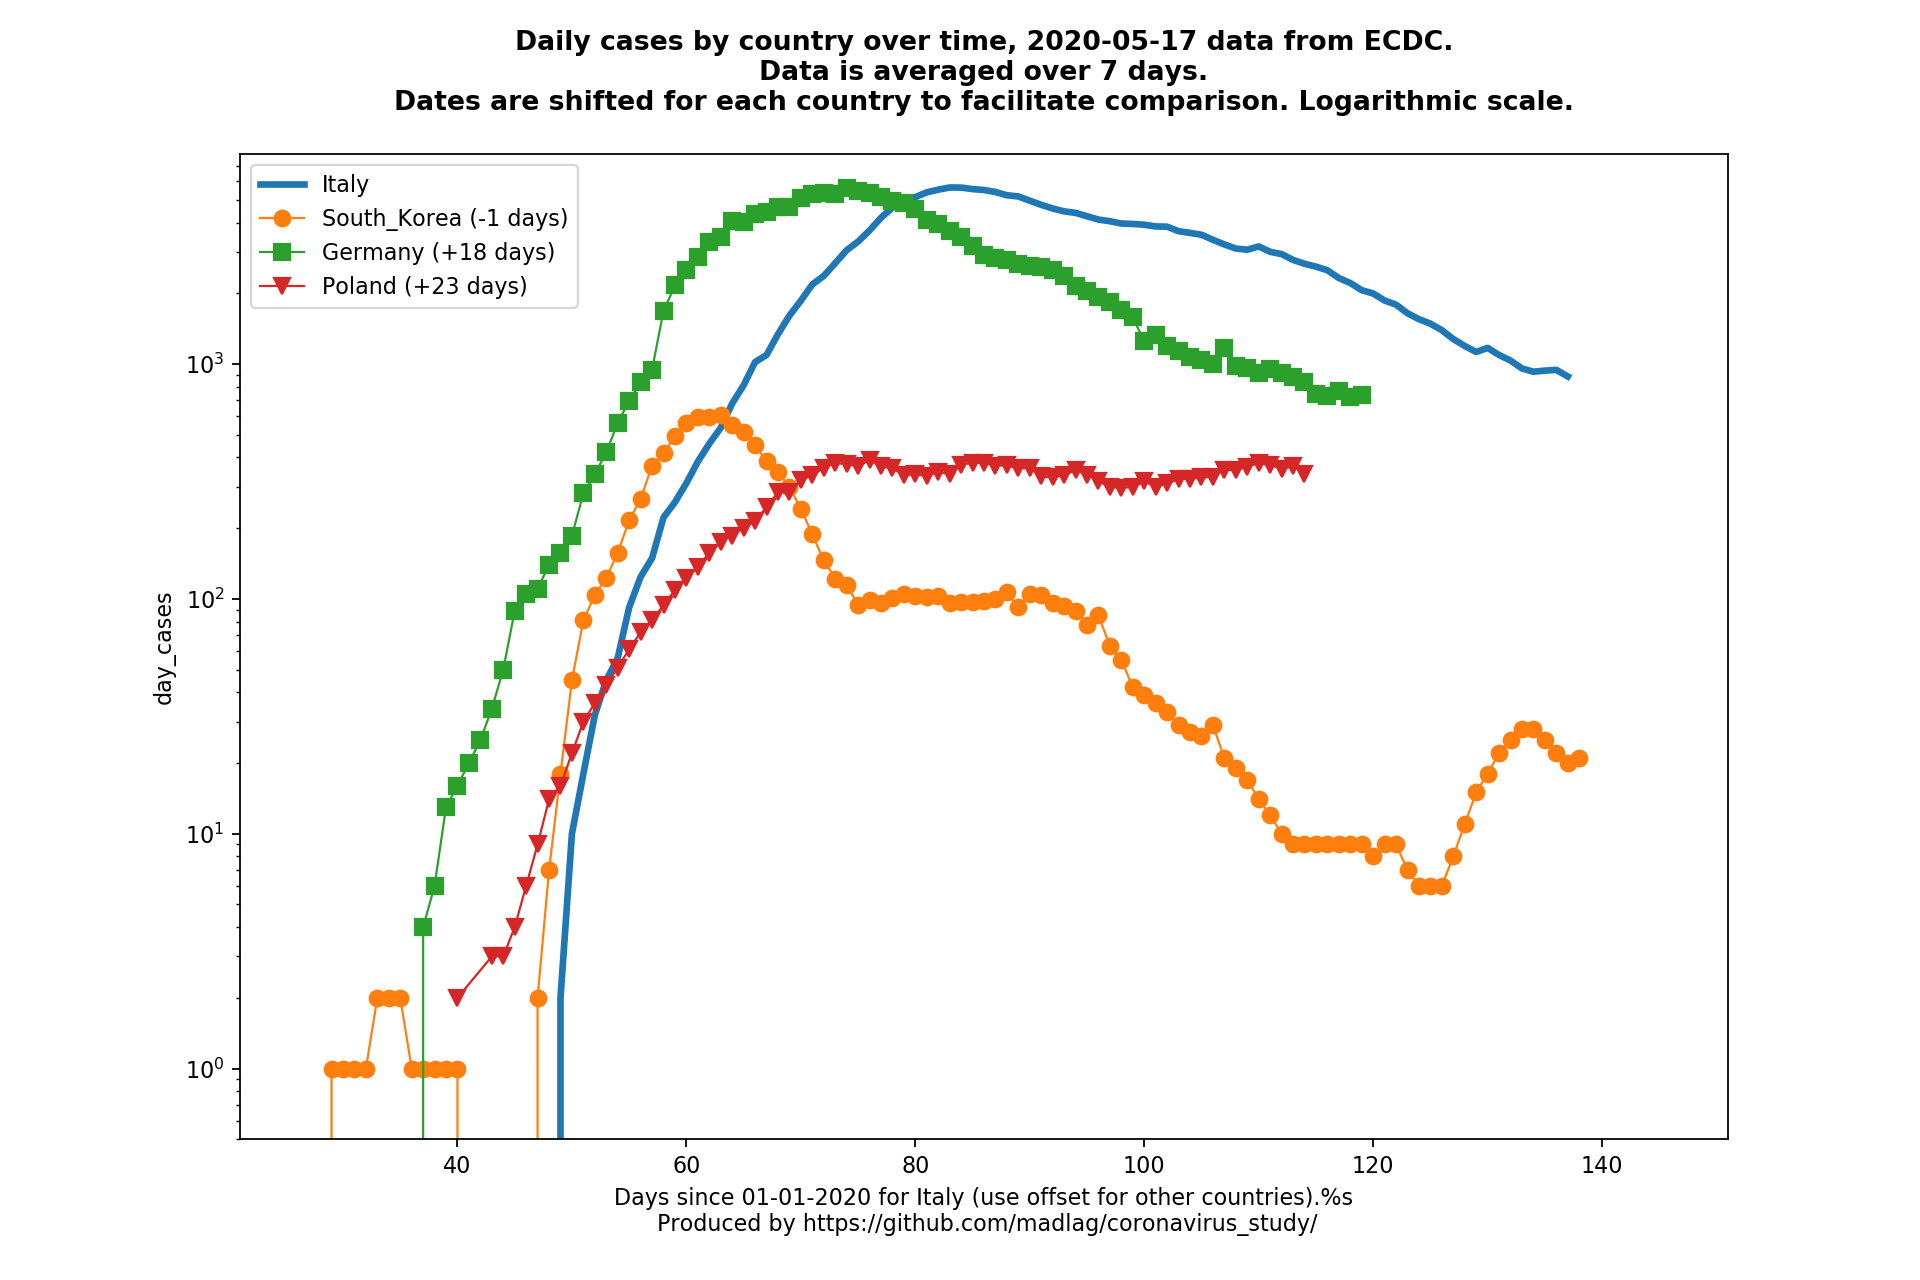 Daily cases by country over time, 2020-05-17 data from ECDC.
Data is averaged over 7 days.
Dates are shifted for each country to facilitate comparison. Logarithmic scale.
Italy
South_Korea (-1 days)
Germany (+18 days)
Poland (+23 days)
10³
10²
10¹
10⁰
day_cases
40 60 80 100 120 140
Days since 01-01-2020 for Italy (use offset for other countries).%s
Produced by https://github.com/madlag/coronavirus_study/